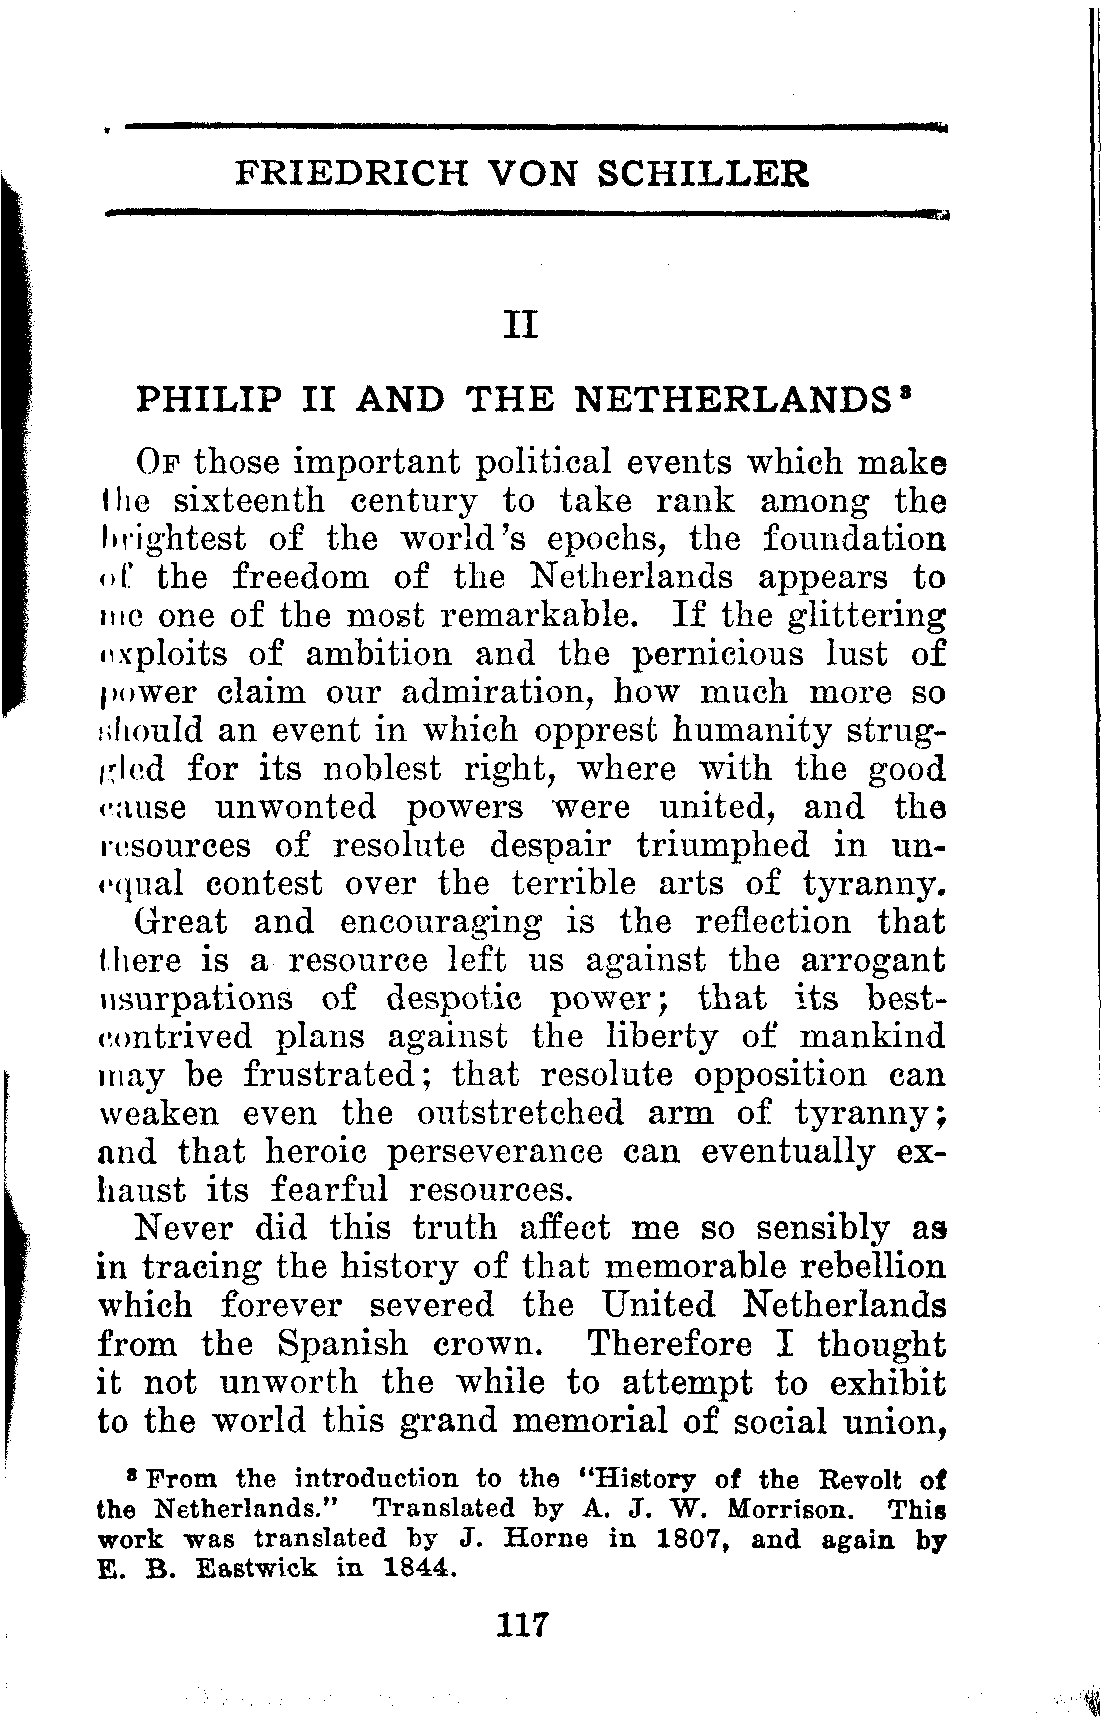 FRIEDRICH VON SCHILLER
II
PHILIP II AND THE NETHERLANDS⁸
OF those important political events which make
the sixteenth century to take rank among the
brightest of the world's epochs, the foundation
of the freedom of the Netherlands appears to
me one of the most remarkable. If the glittering
exploits of ambition and the pernicious lust of
power claim our admiration, how much more so
should an event in which opprest humanity strug-
gled for its noblest right, where with the good
cause unwonted powers were united, and the
resources of resolute despair triumphed in un-
equal contest over the terrible arts of tyranny.
Great and encouraging is the reflection that
there is a resource left us against the arrogant
usurpations of despotic power; that its best-
contrived plans against the liberty of mankind
may be frustrated; that resolute opposition can
weaken even the outstretched arm of tyranny;
and that heroic perseverance can eventually ex-
haust its fearful resources.
Never did this truth affect me so sensibly as
in tracing the history of that memorable rebellion
which forever severed the United Netherlands
from the Spanish crown. Therefore I thought
it not unworth the while to attempt to exhibit
to the world this grand memorial of social union,
⁸ From the introduction to the "History of the Revolt of
the Netherlands." Translated by A. J. W. Morrison. This
work was translated by J. Horne in 1807, and again by
E. B. Eastwick in 1844.
117